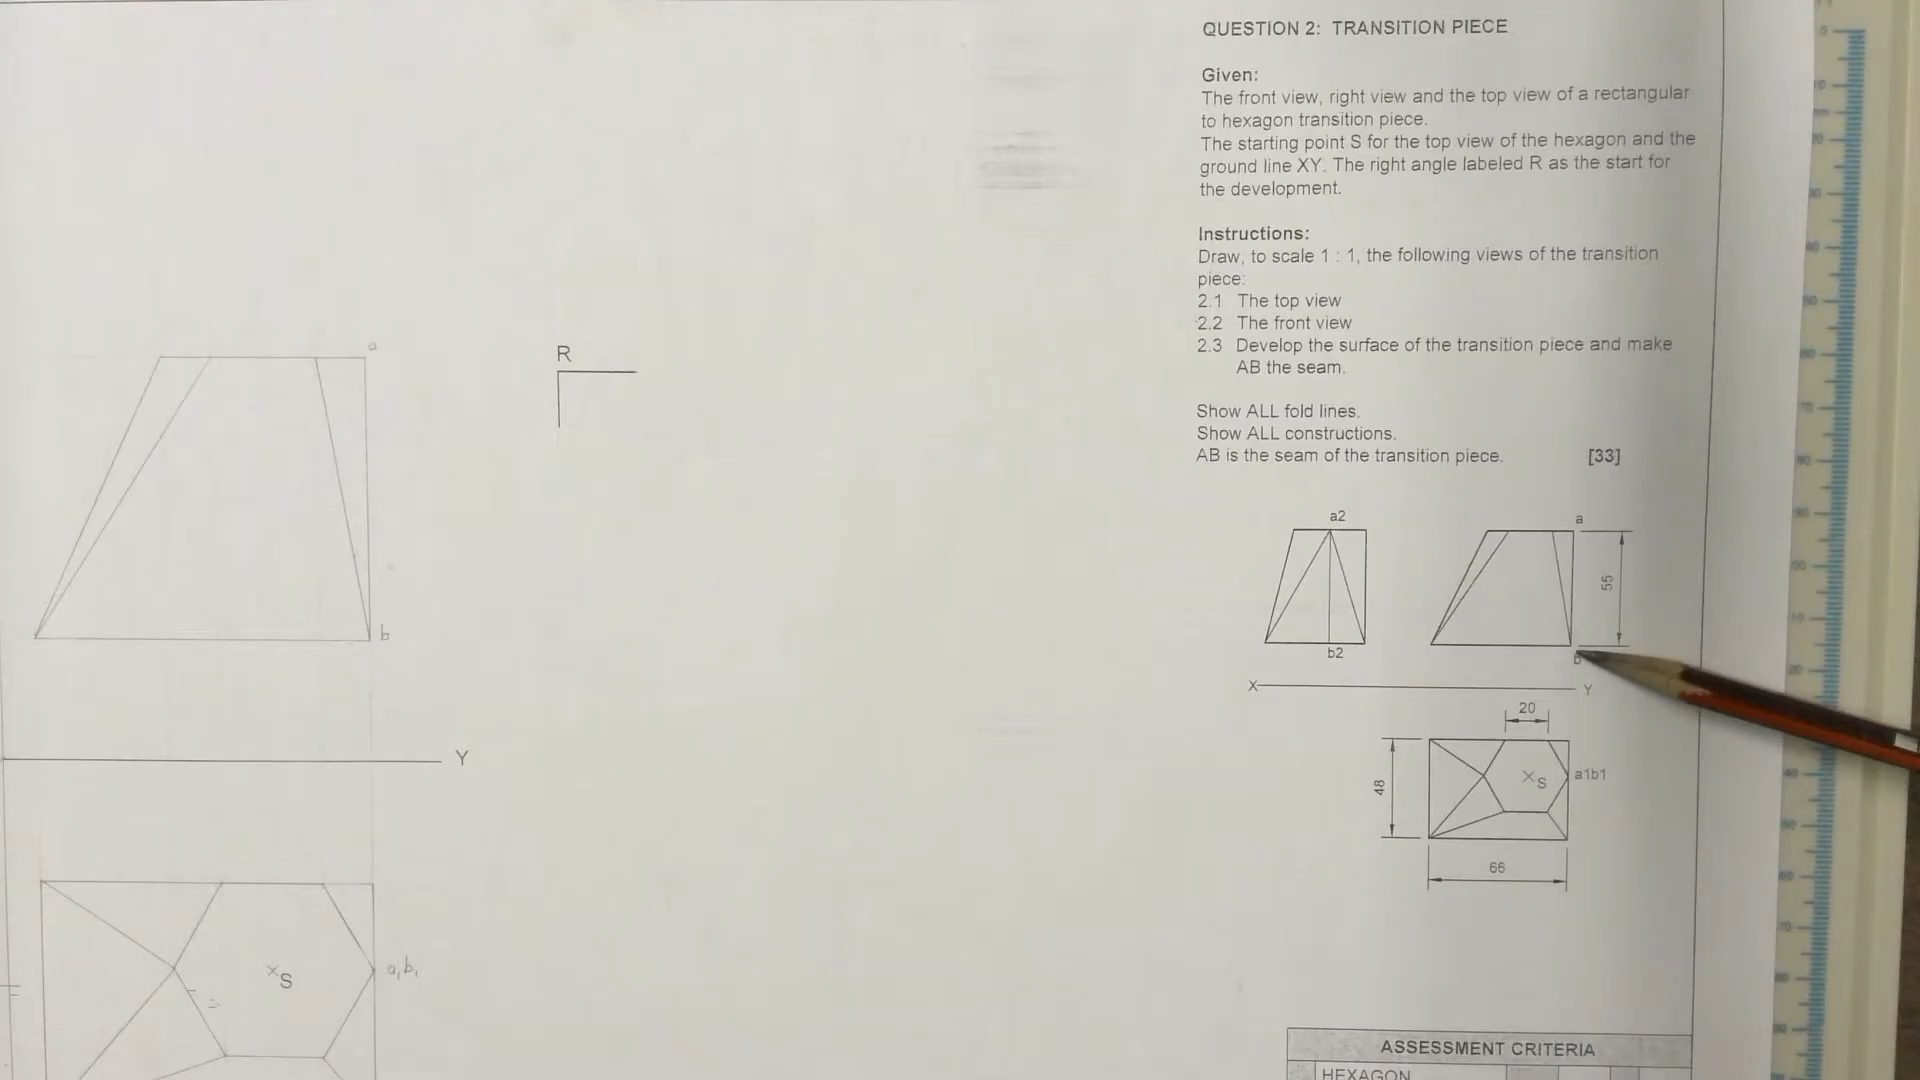 QUESTION 2: TRANSITION PIECE
Given:
The front view, right view and the top view of a rectangular
to hexagon transition piece.
The starting point S for the top view of the hexagon and the
ground line XY. The right angle labeled R as the start for
the development.
Instructions:
Draw, to scale 1 : 1, the following views of the transition
piece:
2.1 The top view
2.2 The front view
2.3 Develop the surface of the transition piece and make
AB the seam.
Show ALL fold lines.
Show ALL constructions.
AB is the seam of the transition piece. [33]
a
R
b
Y
S
a₁b₁
a2
a
55
b2
b
X
Y
20
48
S
a1b1
66
ASSESSMENT CRITERIA
HEXAGON